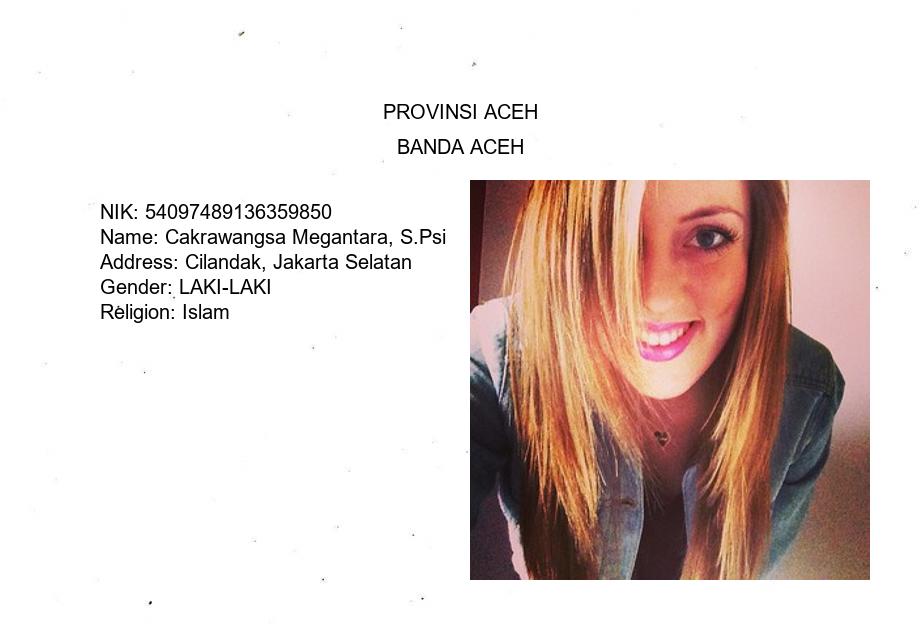 PROVINSI ACEH
BANDA ACEH
NIK: 54097489136359850
Name: Cakrawangsa Megantara, S.Psi
Address: Cilandak, Jakarta Selatan
Gender: LAKI-LAKI
Religion: Islam